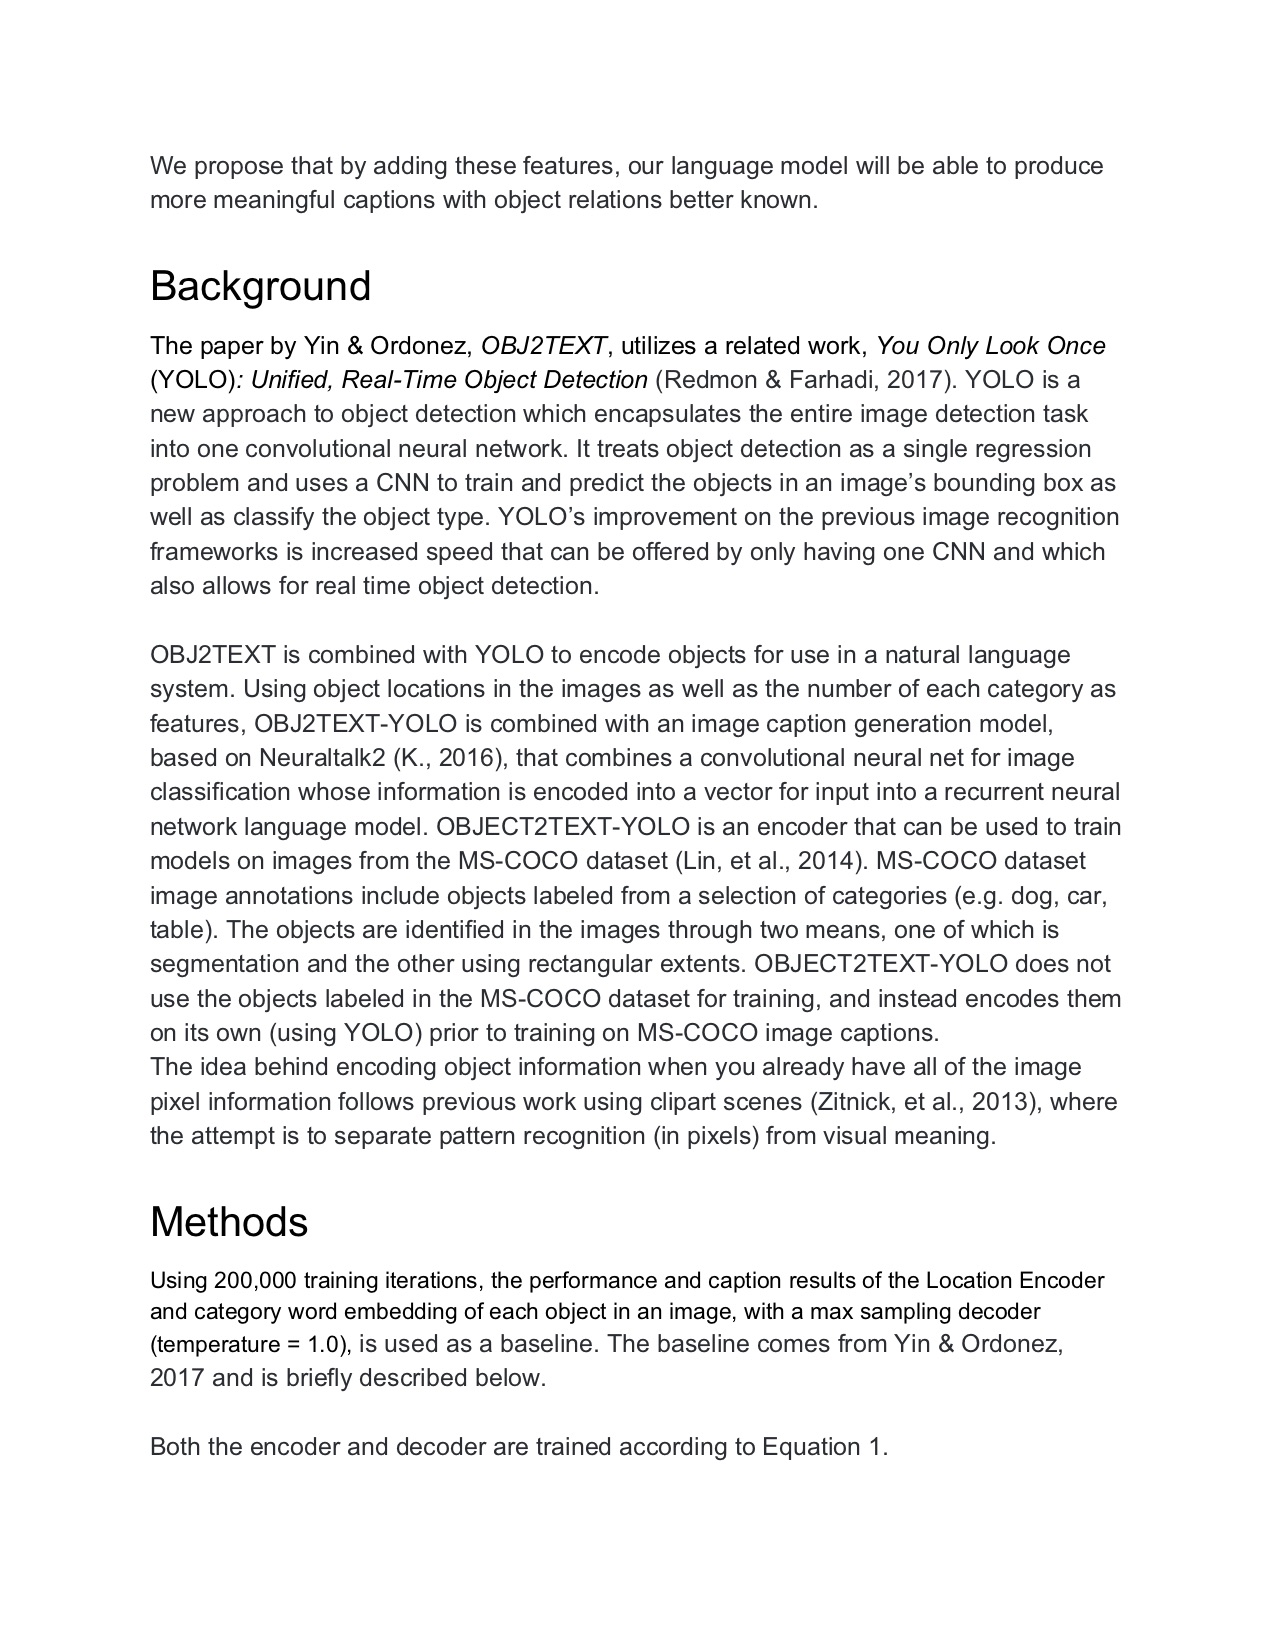 We propose that by adding these features, our language model will be able to produce
more meaningful captions with object relations better known.
Background
The paper by Yin & Ordonez, OBJ2TEXT, utilizes a related work, You Only Look Once
(YOLO): Unified, Real-Time Object Detection (Redmon & Farhadi, 2017). YOLO is a
new approach to object detection which encapsulates the entire image detection task
into one convolutional neural network. It treats object detection as a single regression
problem and uses a CNN to train and predict the objects in an image’s bounding box as
well as classify the object type. YOLO’s improvement on the previous image recognition
frameworks is increased speed that can be offered by only having one CNN and which
also allows for real time object detection.
OBJ2TEXT is combined with YOLO to encode objects for use in a natural language
system. Using object locations in the images as well as the number of each category as
features, OBJ2TEXT-YOLO is combined with an image caption generation model,
based on Neuraltalk2 (K., 2016), that combines a convolutional neural net for image
classification whose information is encoded into a vector for input into a recurrent neural
network language model. OBJECT2TEXT-YOLO is an encoder that can be used to train
models on images from the MS-COCO dataset (Lin, et al., 2014). MS-COCO dataset
image annotations include objects labeled from a selection of categories (e.g. dog, car,
table). The objects are identified in the images through two means, one of which is
segmentation and the other using rectangular extents. OBJECT2TEXT-YOLO does not
use the objects labeled in the MS-COCO dataset for training, and instead encodes them
on its own (using YOLO) prior to training on MS-COCO image captions.
The idea behind encoding object information when you already have all of the image
pixel information follows previous work using clipart scenes (Zitnick, et al., 2013), where
the attempt is to separate pattern recognition (in pixels) from visual meaning.
Methods
Using 200,000 training iterations, the performance and caption results of the Location Encoder
and category word embedding of each object in an image, with a max sampling decoder
(temperature = 1.0), is used as a baseline. The baseline comes from Yin & Ordonez,
2017 and is briefly described below.
Both the encoder and decoder are trained according to Equation 1.